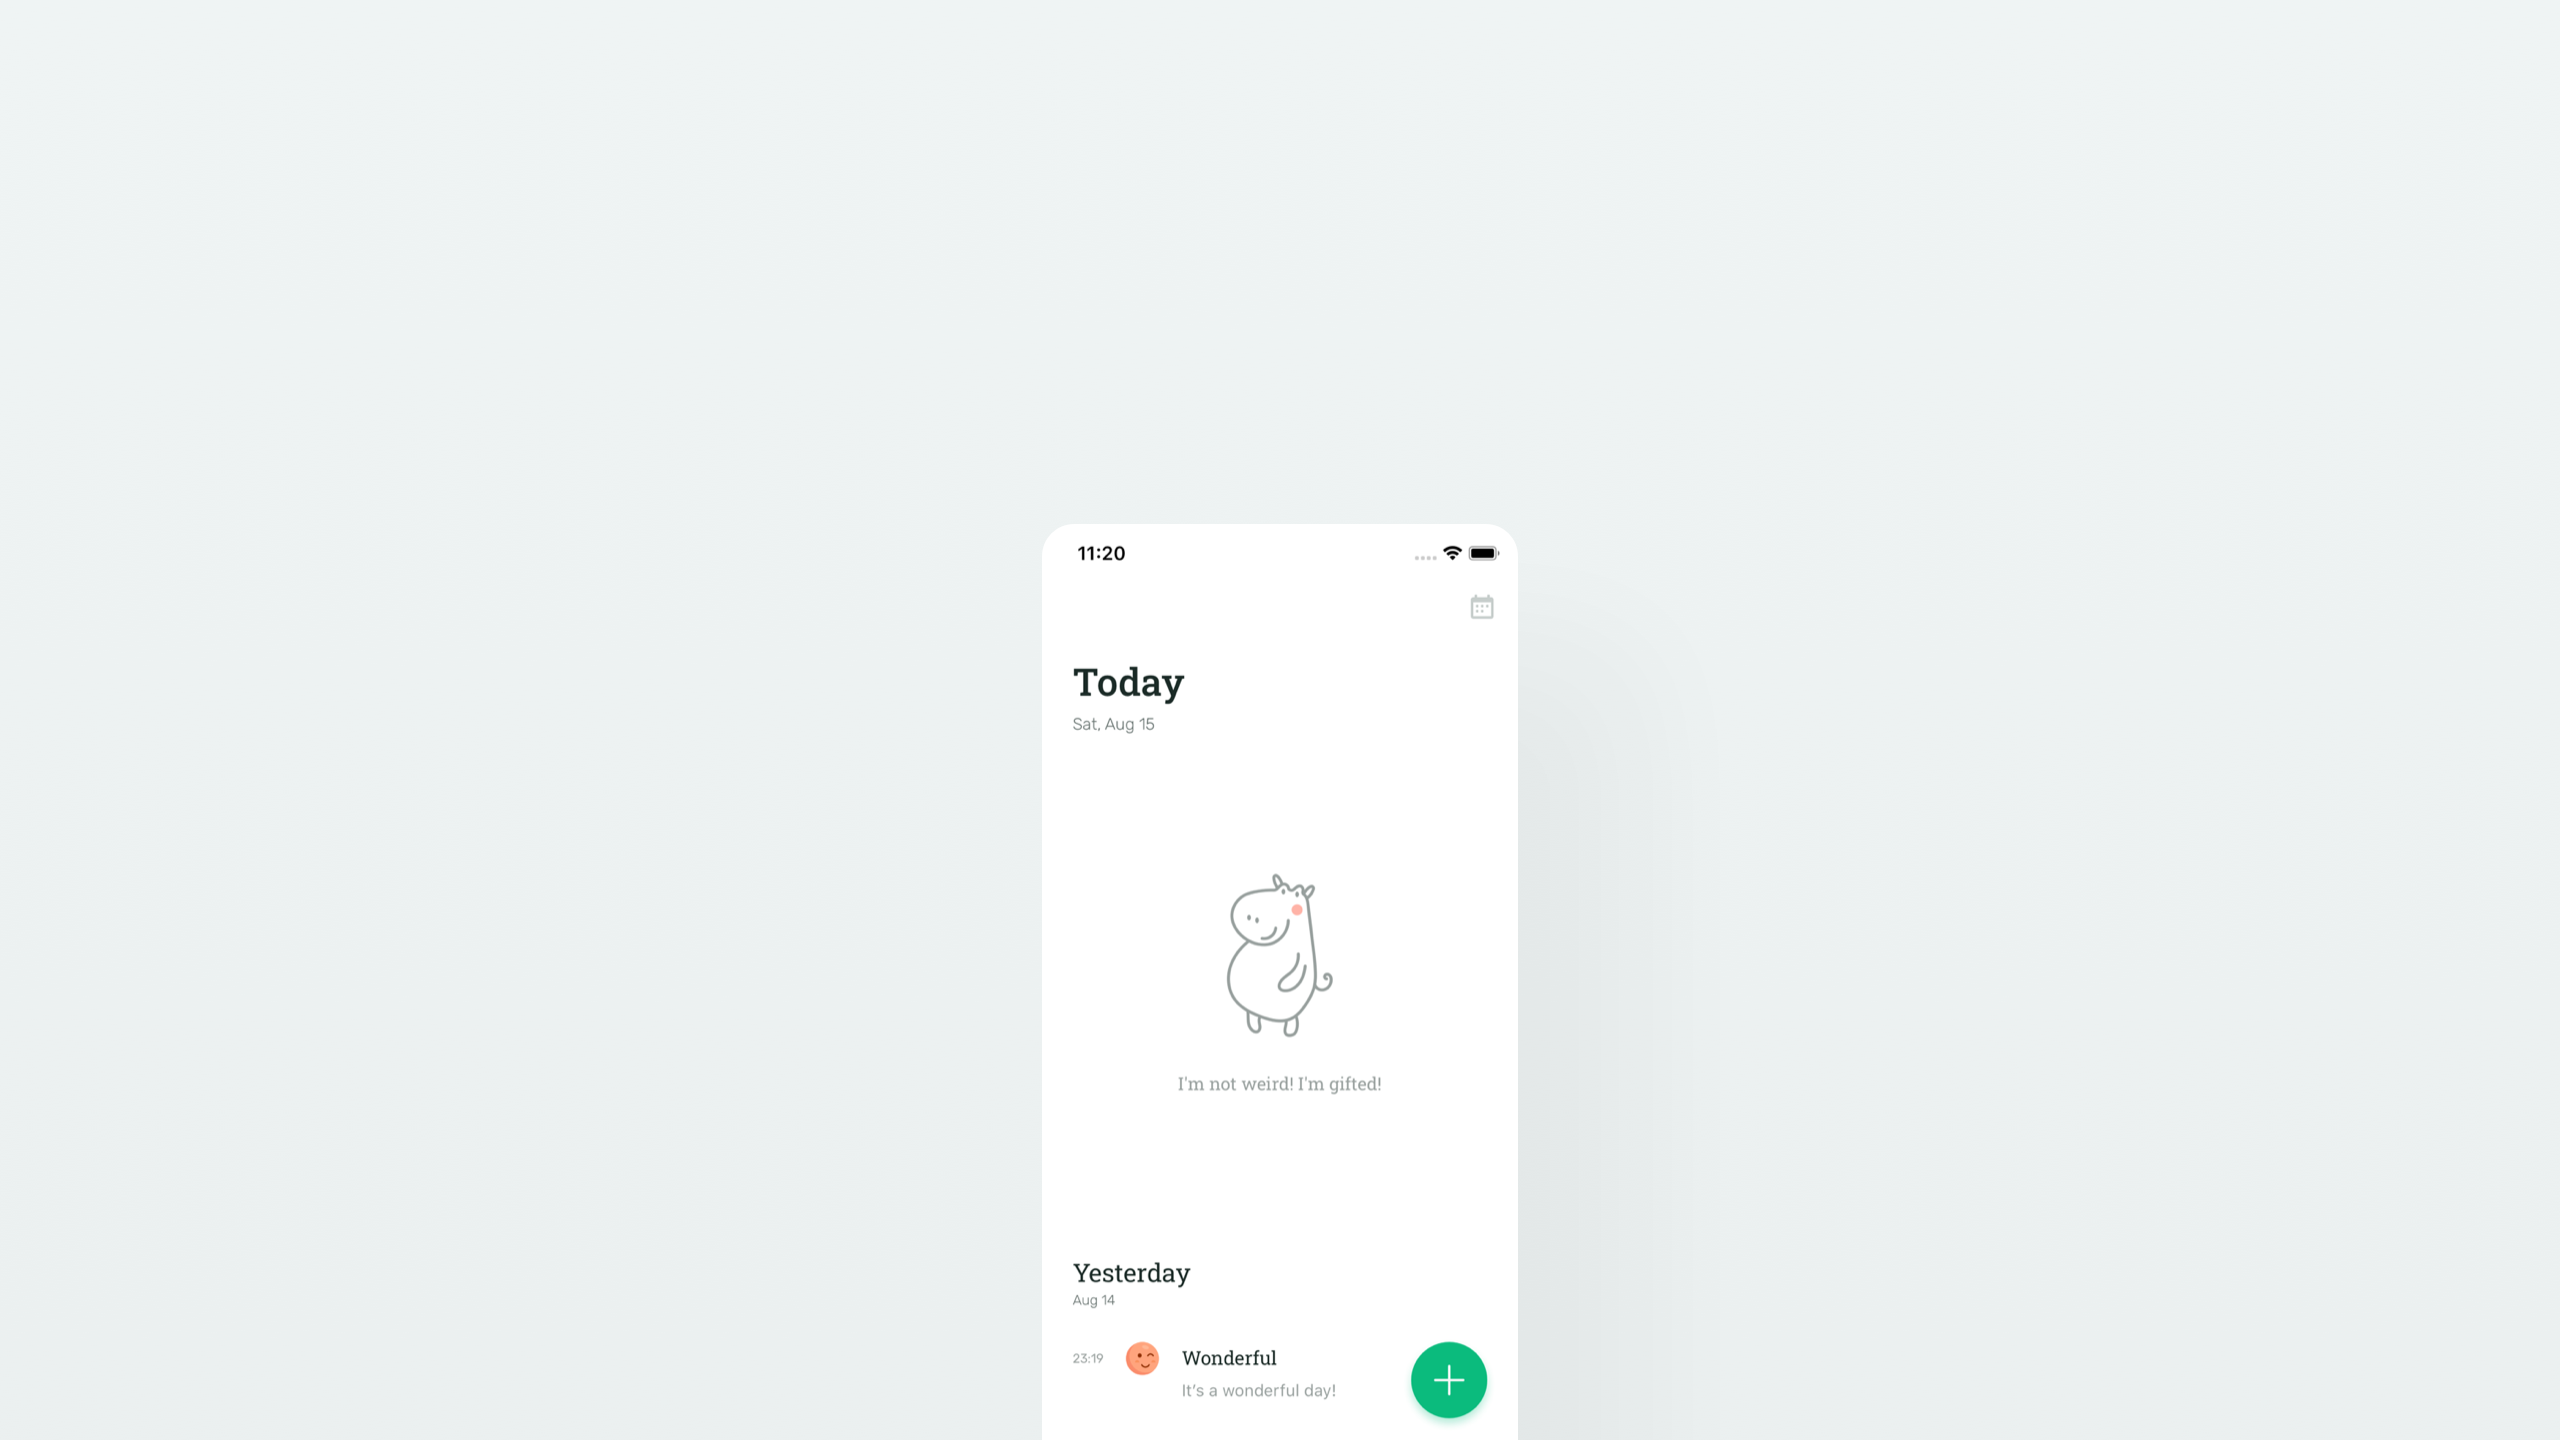 11:20
Today
Sat, Aug 15
I'm not weird! I'm gifted!
Yesterday
Aug 14
23:19
Wonderful
It's a wonderful day!